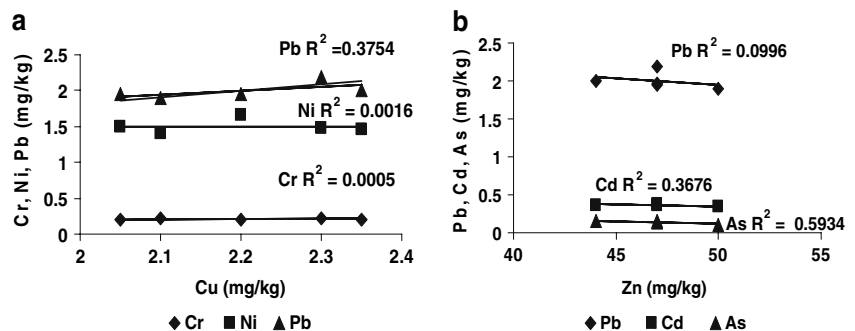 a
Cr, Ni, Pb (mg/kg)
2.5
2
1.5
1
0.5
0
Pb R² =0.3754
Ni R² = 0.0016
Cr R² = 0.0005
2 2.1 2.2 2.3 2.4
Cu (mg/kg)
Cr Ni Pb
b
Pb, Cd, As (mg/kg)
2.5
2
1.5
1
0.5
0
Pb R² = 0.0996
Cd R² = 0.3676
As R² = 0.5934
40 45 50 55
Zn (mg/kg)
Pb Cd As